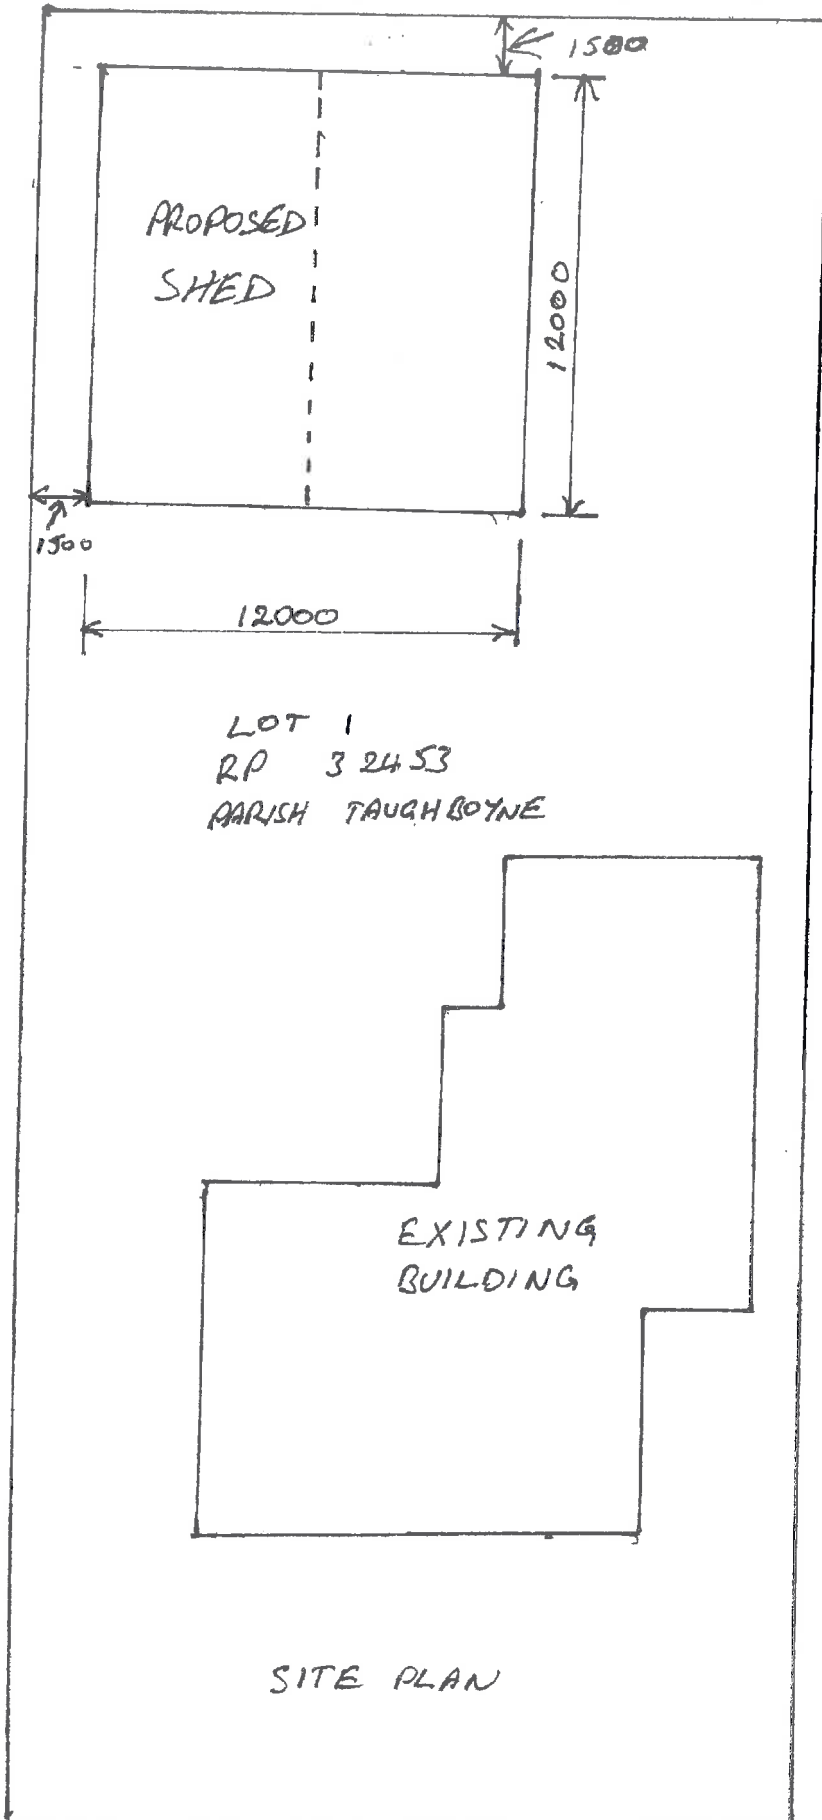 1500
PROPOSED
SHED
12000
1500
12000
LOT 1
RP 32453
PARISH TAUGHBOYNE
EXISTING
BUILDING
SITE PLAN